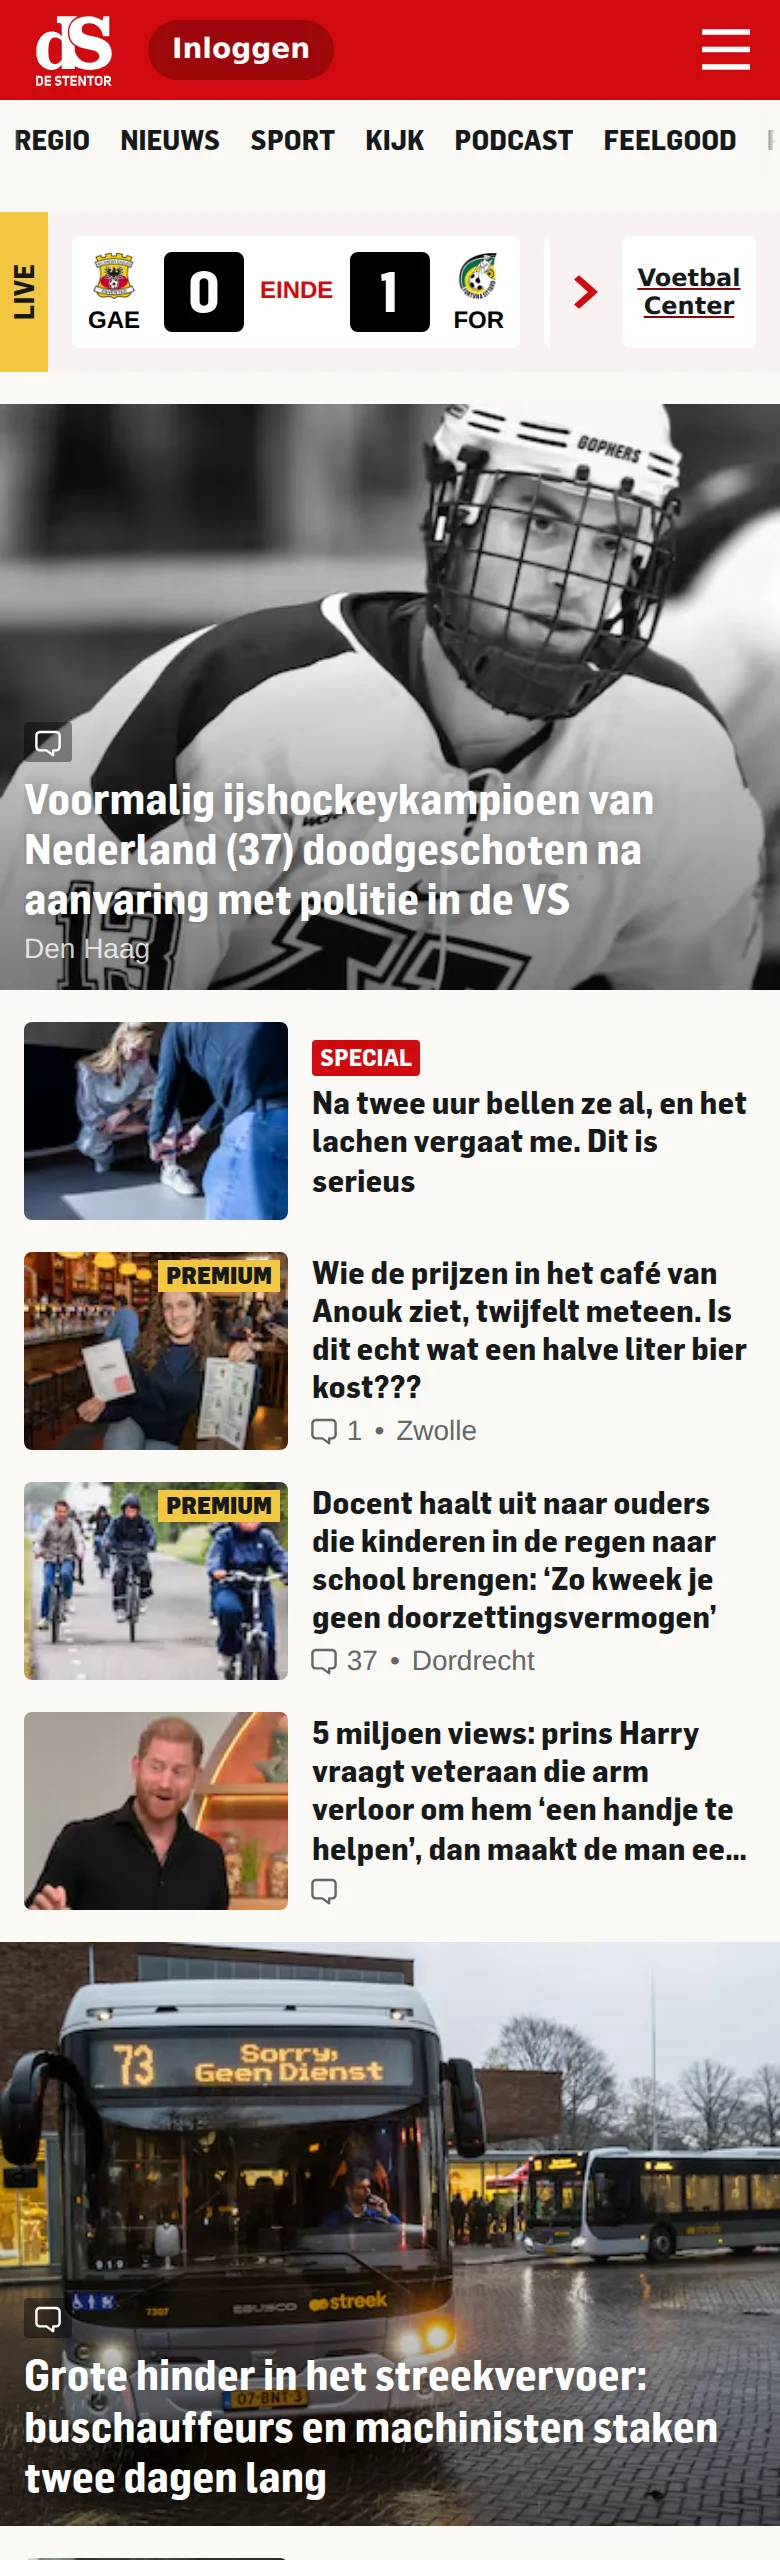 dS
DE STENTOR
Inloggen
REGIO NIEUWS SPORT KIJK PODCAST FEELGOOD
LIVE
GAE
0
EINDE
1
FOR
Voetbal
Center
GOPHERS
Voormalig ijshockeykampioen van
Nederland (37) doodgeschoten na
aanvaring met politie in de VS
Den Haag
SPECIAL
Na twee uur bellen ze al, en het
lachen vergaat me. Dit is
serieus
PREMIUM
Wie de prijzen in het café van
Anouk ziet, twijfelt meteen. Is
dit echt wat een halve liter bier
kost???
1 • Zwolle
PREMIUM
Docent haalt uit naar ouders
die kinderen in de regen naar
school brengen: ‘Zo kweek je
geen doorzettingsvermogen’
37 • Dordrecht
5 miljoen views: prins Harry
vraagt veteraan die arm
verloor om hem ‘een handje te
helpen’, dan maakt de man ee...
73 Sorry,
Geen Dienst
919
7307 EBUSCO streek
07-BNT-3
Grote hinder in het streekvervoer:
buschauffeurs en machinisten staken
twee dagen lang